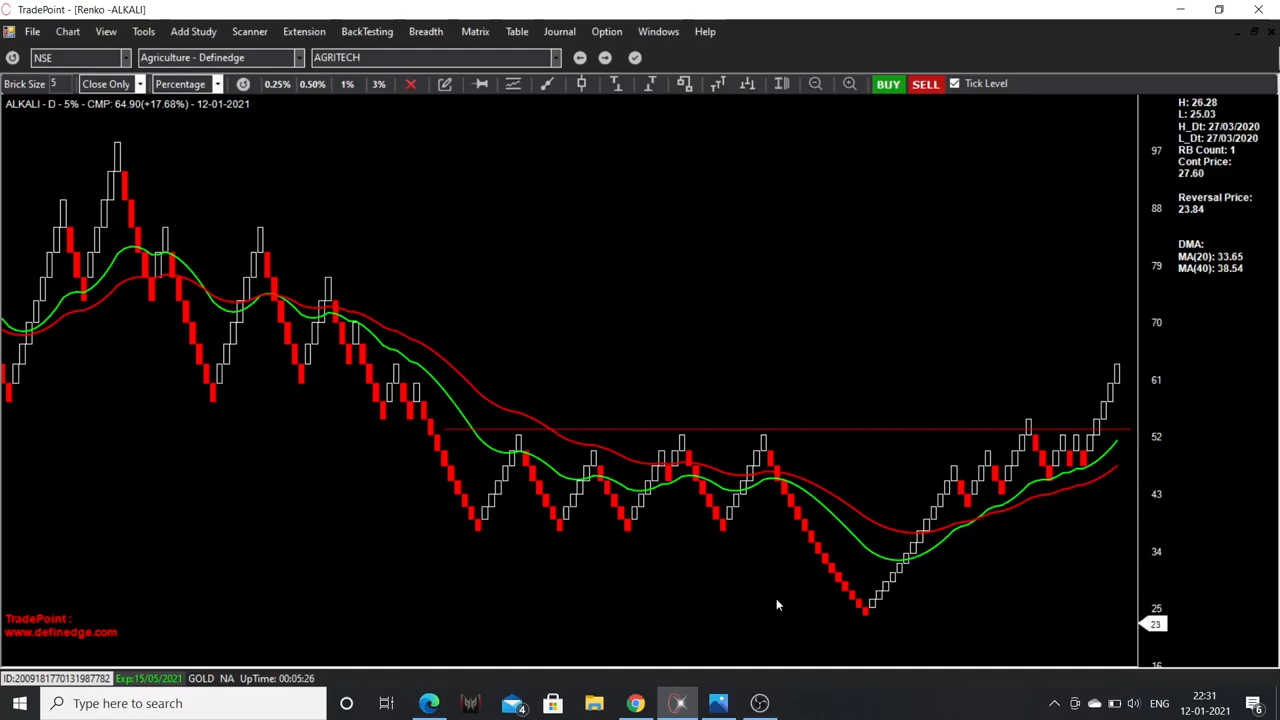 TradePoint - [Renko -ALKALI]
File Chart View Tools Add Study Scanner Extension BackTesting Breadth Matrix Table Journal Option Windows Help
NSE Agriculture - Definedge AGRITECH
Brick Size 5 Close Only Percentage 0.25% 0.50% 1% 3% BUY SELL Tick Level
ALKALI - D - 5% - CMP: 64.90(+17.68%) - 12-01-2021
H: 26.28
L: 25.03
H_Dt: 27/03/2020
L_Dt: 27/03/2020
RB Count: 1
Cont Price:
27.60
Reversal Price:
23.84
DMA:
MA(20): 33.65
MA(40): 38.54
97
88
79
70
61
52
43
34
25
23
16
TradePoint :
www.definedge.com
ID:2009181770131987782 Exp:15/05/2021 GOLD NA UpTime: 00:05:26
Type here to search
4
ENG
22:31
12-01-2021
6